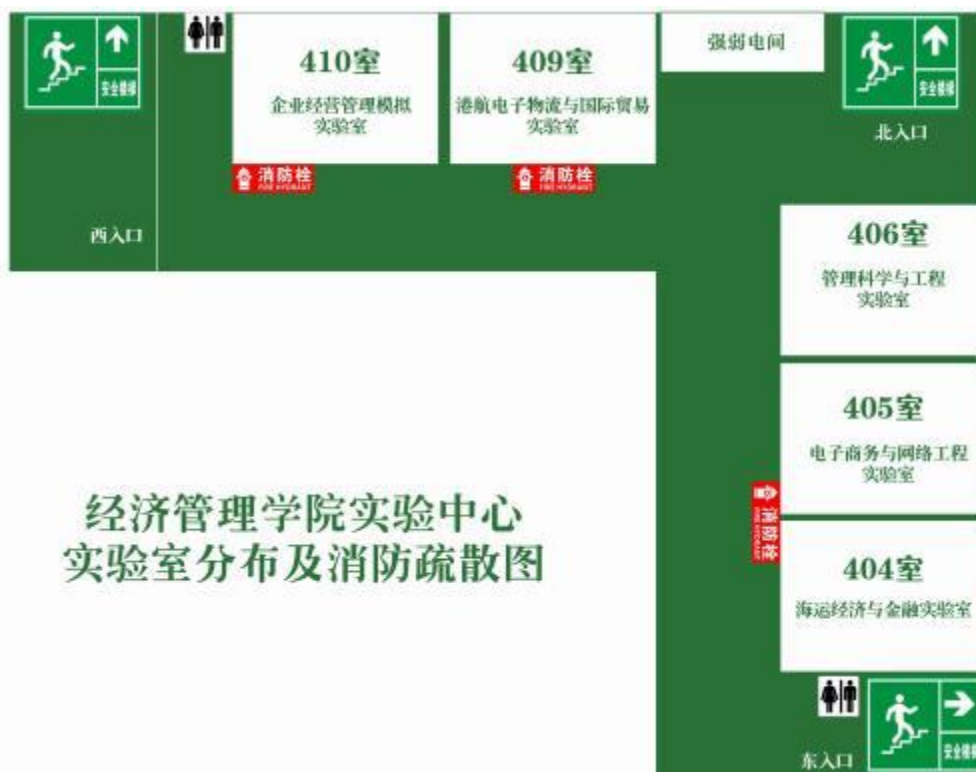 安全楼梯
410室
企业经营管理模拟
实验室
409室
港航电子物流与国际贸易
实验室
强弱电间
安全楼梯
北入口
消防栓
FIRE HYDRANT
消防栓
FIRE HYDRANT
西入口
406室
管理科学与工程
实验室
405室
电子商务与网络工程
实验室
消防栓
FIRE HYDRANT
经济管理学院实验中心
实验室分布及消防疏散图
404室
海运经济与金融实验室
东入口
安全楼梯